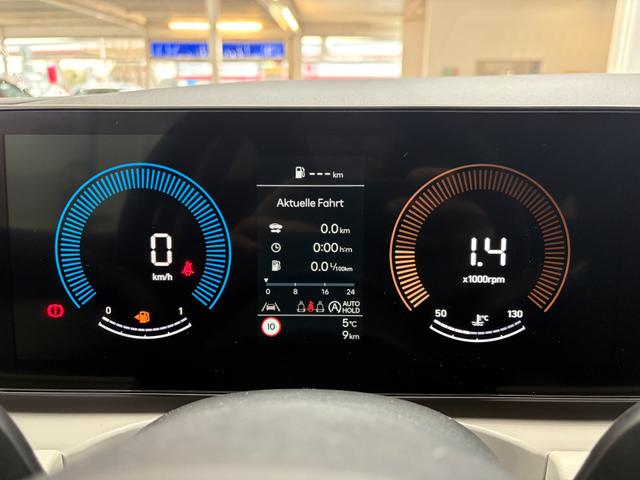 --- km
Aktuelle Fahrt
0.0 km
0:00 h:m
0.0 L/100km
0 8 16 24
AUTO
HOLD
10
5°C
9 km
0
km/h
0 1
1.4
x1000rpm
50 °C 130